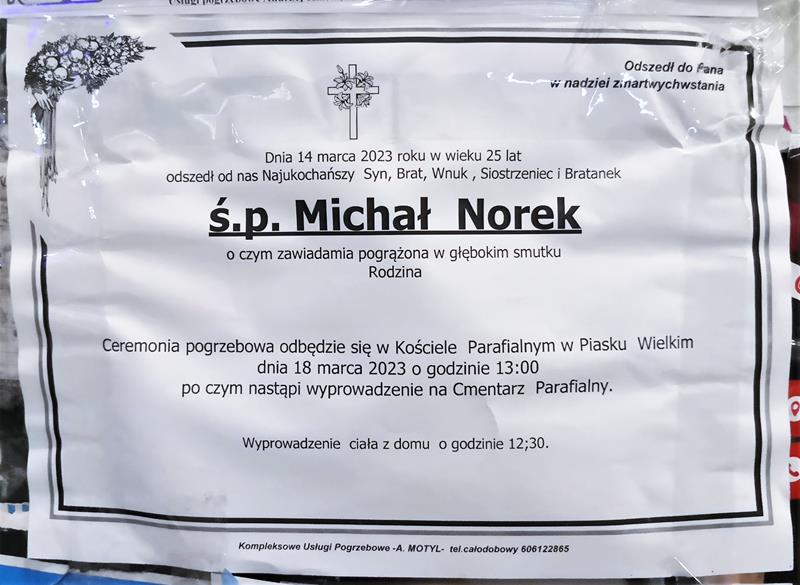 Usługi pogrzebowe
Odszedł do Pana
w nadziei zmartwychwstania
Dnia 14 marca 2023 roku w wieku 25 lat
odszedł od nas Najukochańszy Syn, Brat, Wnuk , Siostrzeniec i Bratanek
ś.p. Michał Norek
o czym zawiadamia pogrążona w głębokim smutku
Rodzina
Ceremonia pogrzebowa odbędzie się w Kościele Parafialnym w Piasku Wielkim
dnia 18 marca 2023 o godzinie 13:00
po czym nastąpi wyprowadzenie na Cmentarz Parafialny.
Wyprowadzenie ciała z domu o godzinie 12;30.
Kompleksowe Usługi Pogrzebowe -A. MOTYL- tel.całodobowy 606122865